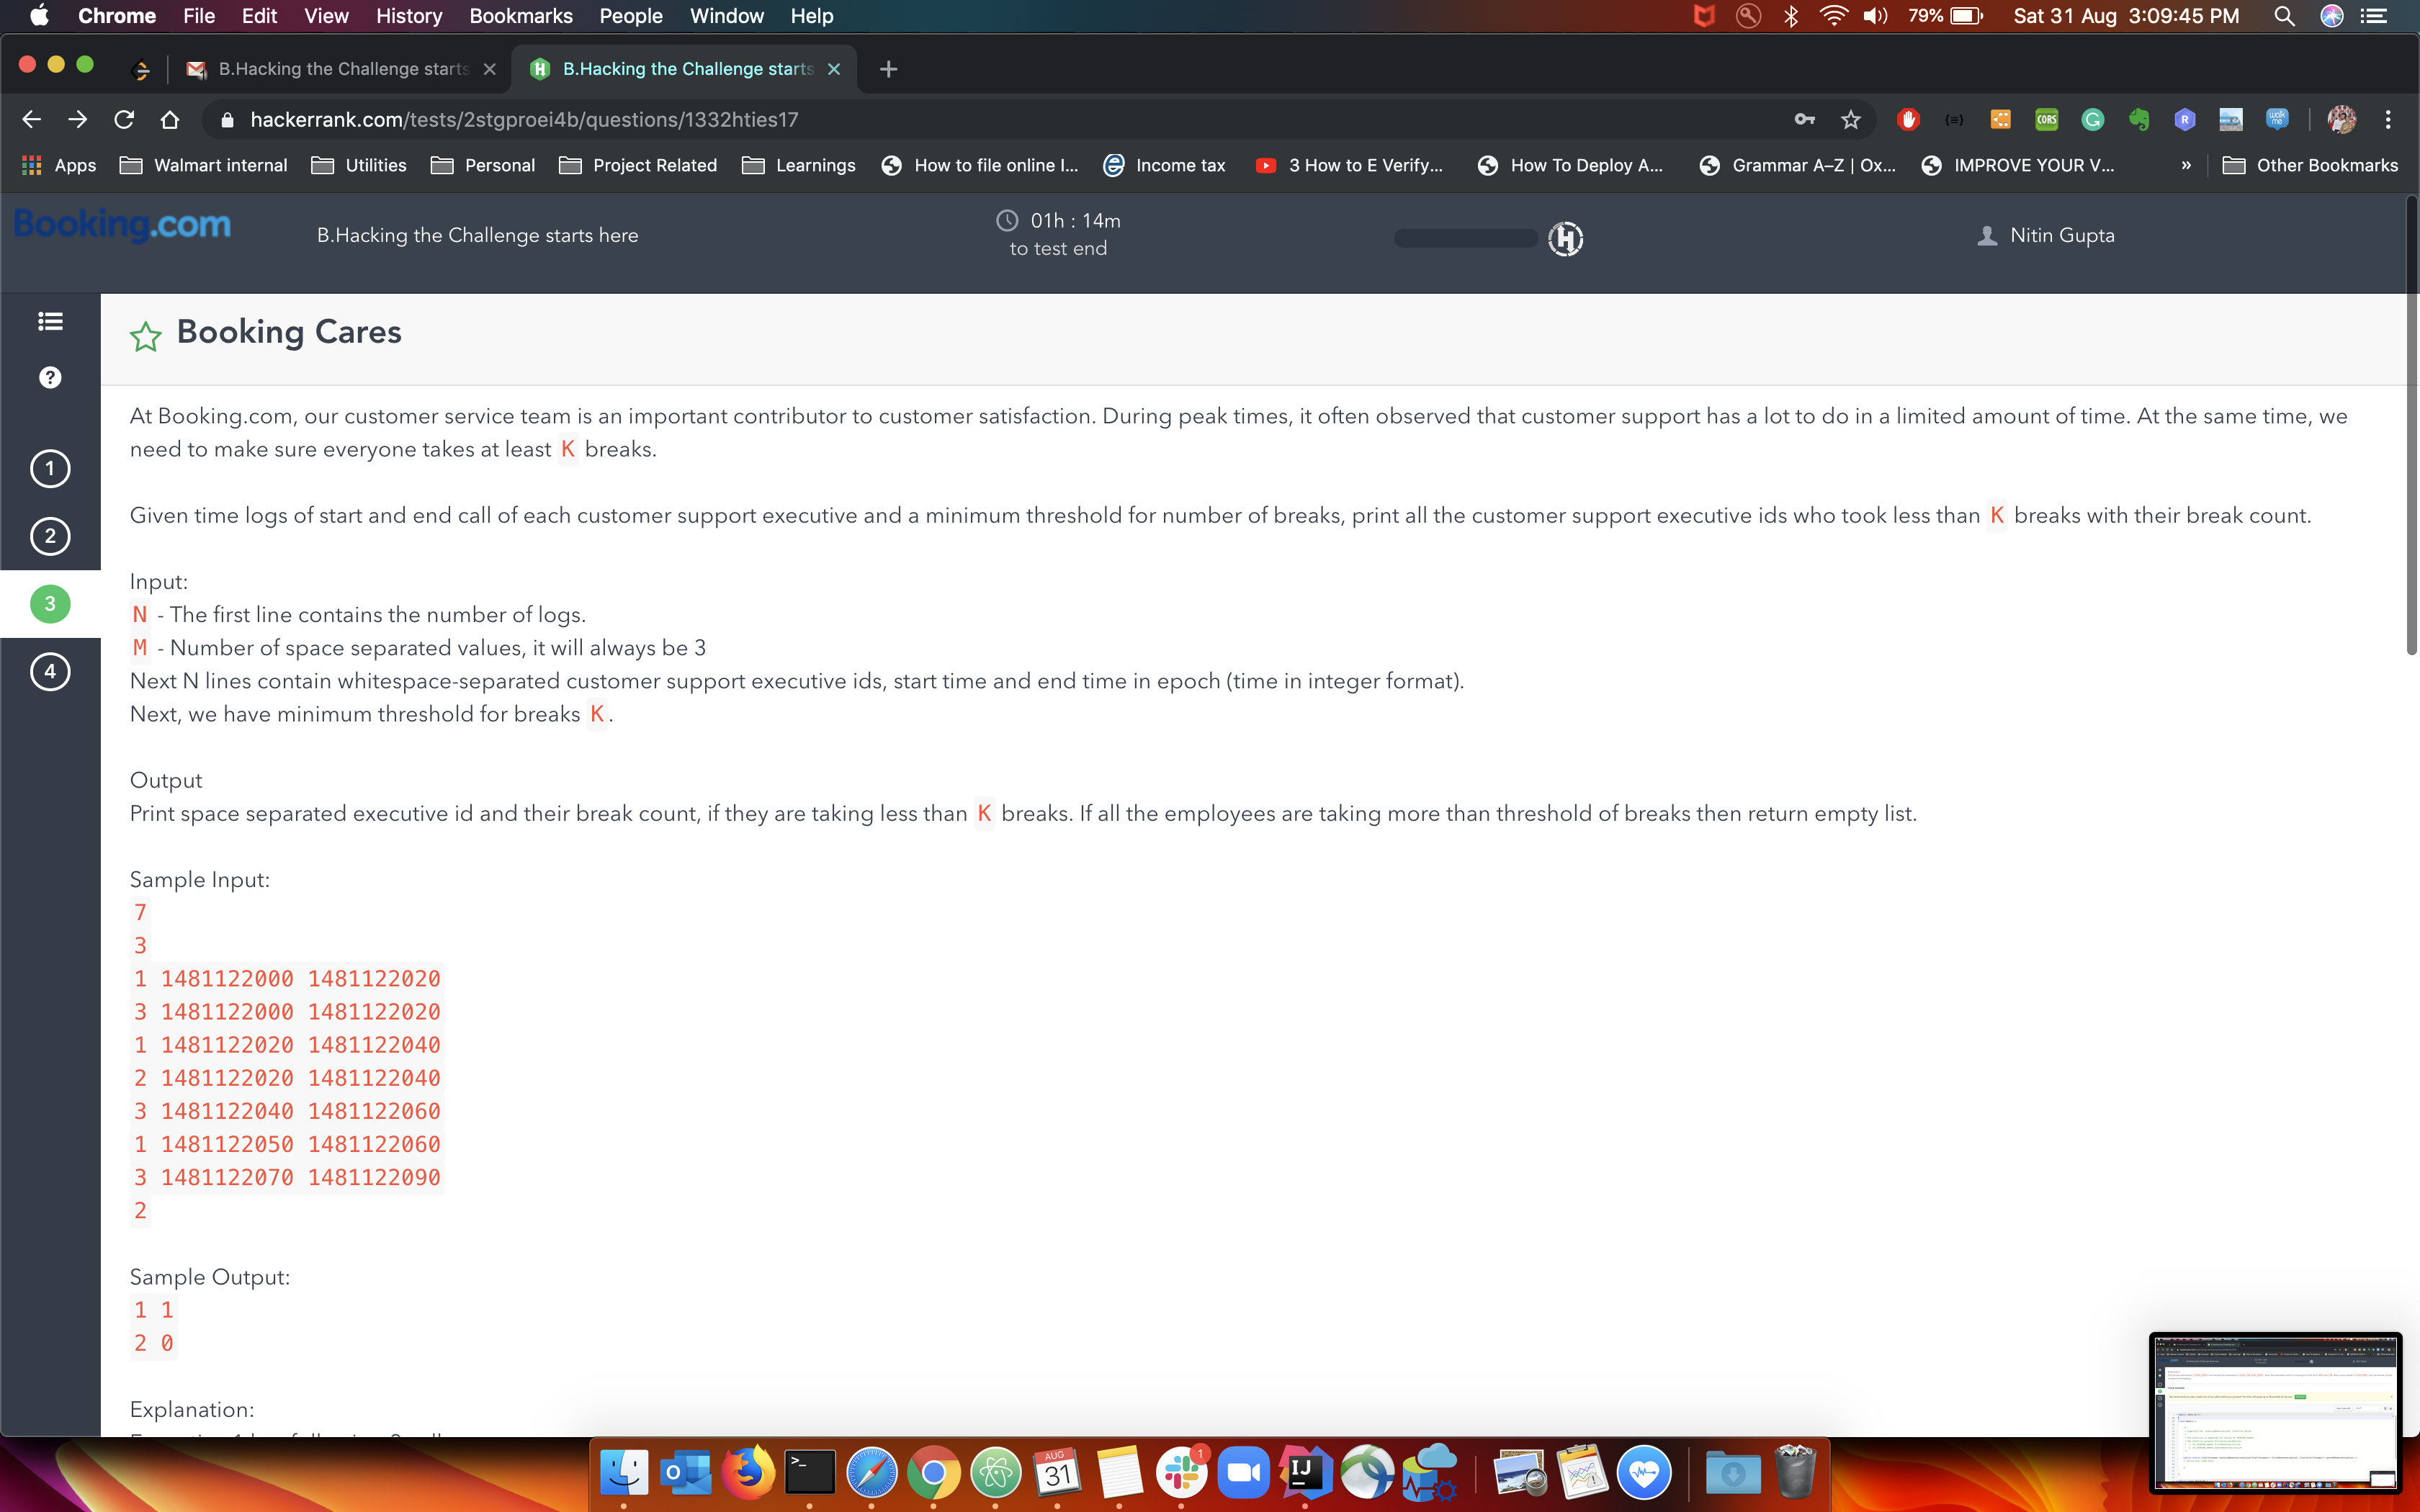 Chrome File Edit View History Bookmarks People Window Help 79% Sat 31 Aug 3:09:45 PM
B.Hacking the Challenge starts B.Hacking the Challenge starts
hackerrank.com/tests/2stgproei4b/questions/1332hties17
Apps Walmart internal Utilities Personal Project Related Learnings How to file online I... Income tax 3 How to E Verify... How To Deploy A... Grammar A–Z | Ox... IMPROVE YOUR V... » Other Bookmarks
Booking.com B.Hacking the Challenge starts here 01h : 14m to test end Nitin Gupta
Booking Cares
At Booking.com, our customer service team is an important contributor to customer satisfaction. During peak times, it often observed that customer support has a lot to do in a limited amount of time. At the same time, we
need to make sure everyone takes at least K breaks.
Given time logs of start and end call of each customer support executive and a minimum threshold for number of breaks, print all the customer support executive ids who took less than K breaks with their break count.
Input:
N - The first line contains the number of logs.
M - Number of space separated values, it will always be 3
Next N lines contain whitespace-separated customer support executive ids, start time and end time in epoch (time in integer format).
Next, we have minimum threshold for breaks K.
Output
Print space separated executive id and their break count, if they are taking less than K breaks. If all the employees are taking more than threshold of breaks then return empty list.
Sample Input:
7
3
1 1481122000 1481122020
3 1481122000 1481122020
1 1481122020 1481122040
2 1481122020 1481122040
3 1481122040 1481122060
1 1481122050 1481122060
3 1481122070 1481122090
2
Sample Output:
1 1
2 0
Explanation:
1
2
3
4
AUG
31
1
IJ
CORS
walk me
R